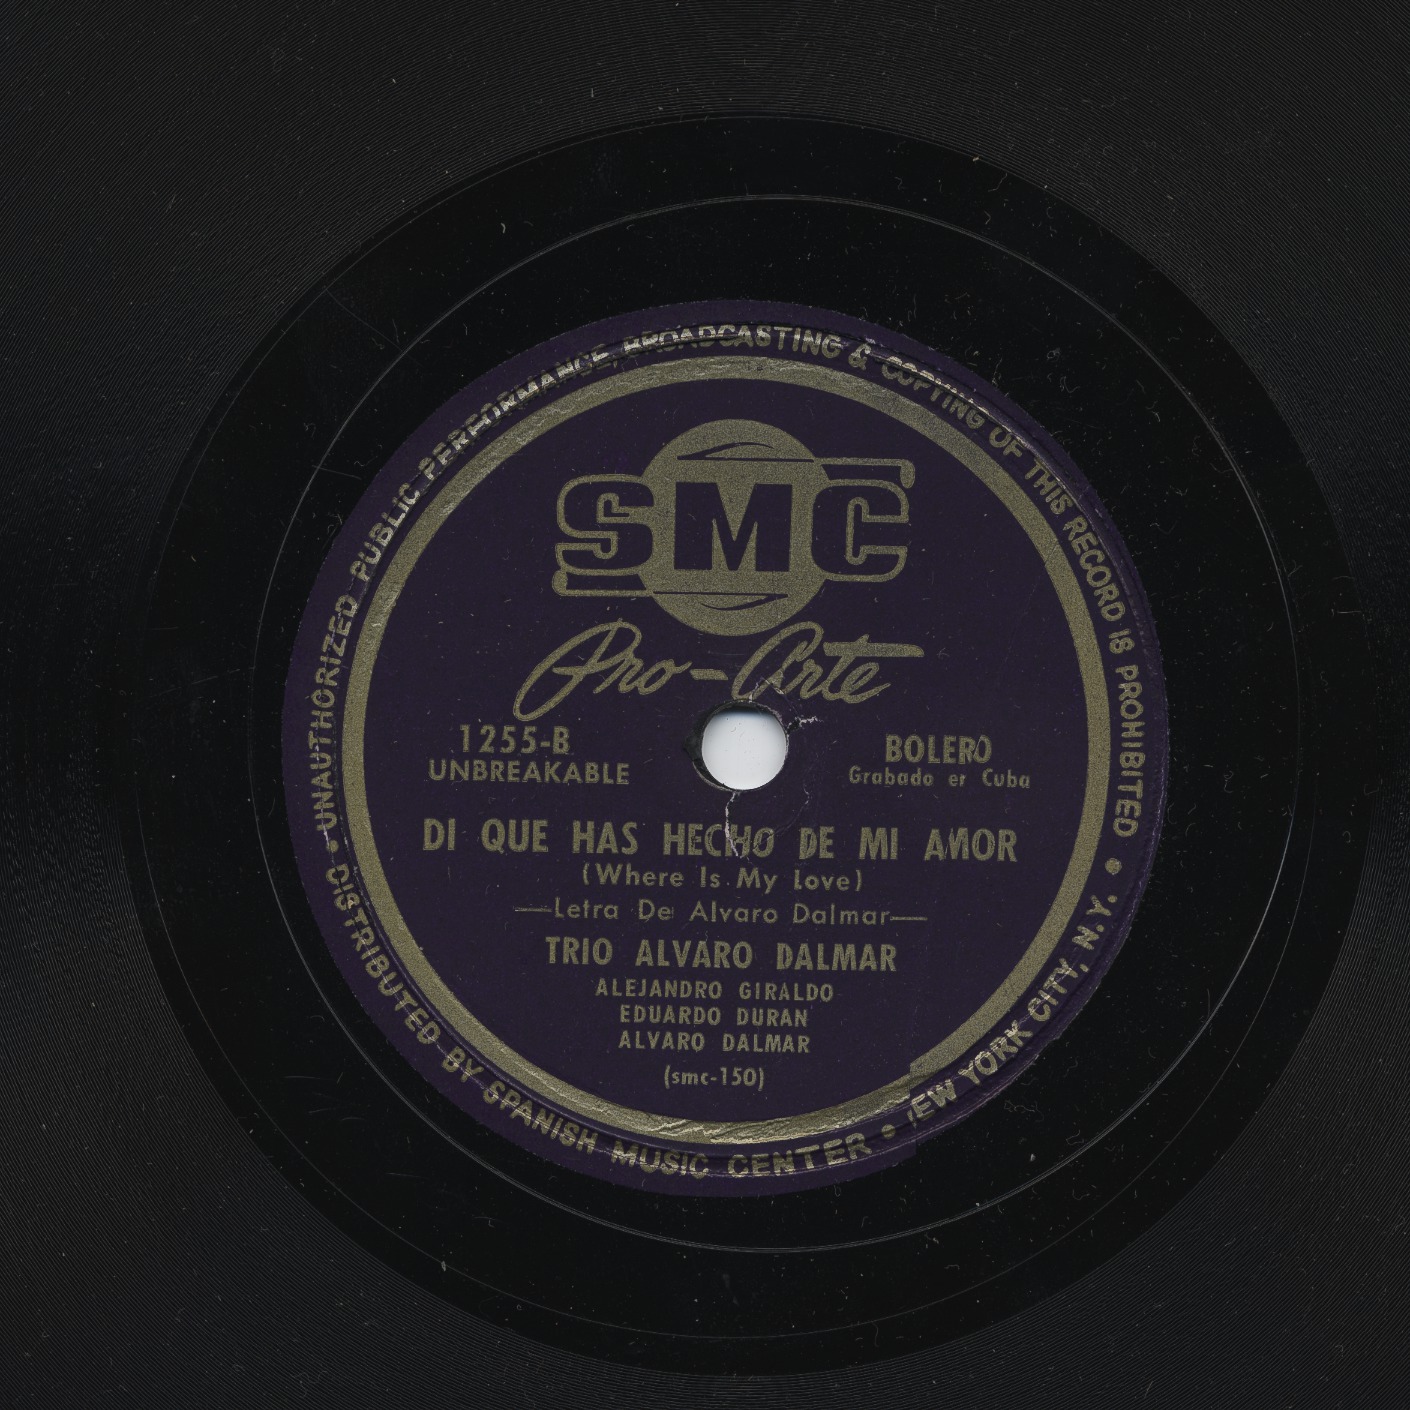 UNAUTHORIZED PUBLIC PERFORMANCE, BROADCASTING & COPYING OF THIS RECORD IS PROHIBITED
SMC
Pro-Arte
1255-B
UNBREAKABLE
BOLERO
Grabado en Cuba
DI QUE HAS HECHO DE MI AMOR
(Where Is My Love)
—Letra De Alvaro Dalmar—
TRIO ALVARO DALMAR
ALEJANDRO GIRALDO
EDUARDO DURAN
ALVARO DALMAR
(smc-150)
• DISTRIBUTED BY SPANISH MUSIC CENTER • NEW YORK CITY, N.Y. •